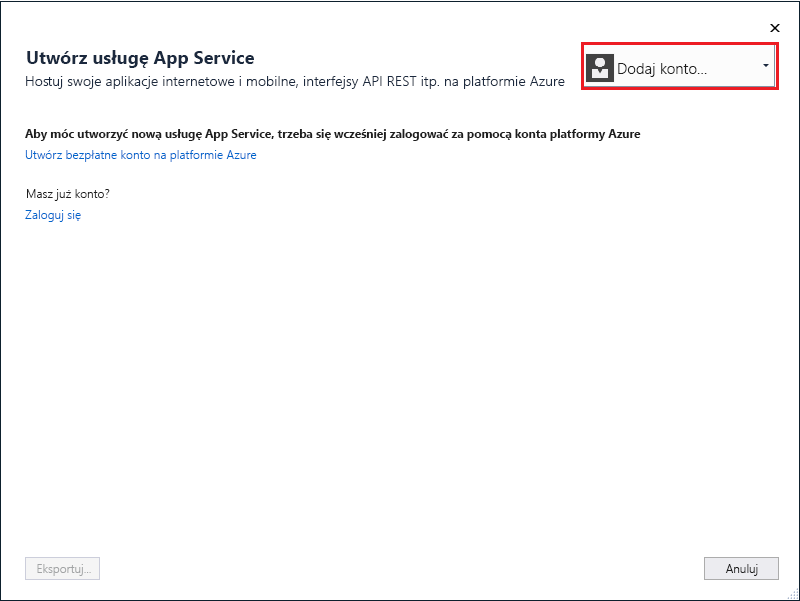 Utwórz usługę App Service
Hostuj swoje aplikacje internetowe i mobilne, interfejsy API REST itp. na platformie Azure
Dodaj konto...
Aby móc utworzyć nową usługę App Service, trzeba się wcześniej zalogować za pomocą konta platformy Azure
Utwórz bezpłatne konto na platformie Azure
Masz już konto?
Zaloguj się
Eksportuj...
Anuluj